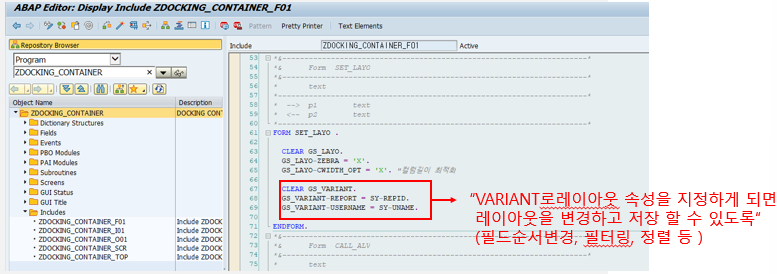 ABAP Editor: Display Include ZDOCKING_CONTAINER_F01
Pattern Pretty Printer Text Elements
Repository Browser
Program
ZDOCKING_CONTAINER
Object Name Description
ZDOCKING_CONTAINER DOCKING CONT
Dictionary Structures
Fields
Events
PBO Modules
PAI Modules
Subroutines
Screens
GUI Status
GUI Title
Includes
ZDOCKING_CONTAINER_F01 Include ZDOCK
ZDOCKING_CONTAINER_I01 Include ZDOCK
ZDOCKING_CONTAINER_O01 Include ZDOCK
ZDOCKING_CONTAINER_TOP Include ZDOCK
Include ZDOCKING_CONTAINER_F01 Active
53 *&---------------------------------------------------------------------*
54 *& Form SET_LAYO
55 *&---------------------------------------------------------------------*
56 * text
57 *----------------------------------------------------------------------*
58 * --> p1 text
59 * <-- p2 text
60 *----------------------------------------------------------------------*
61 FORM SET_LAYO .
62
63 CLEAR GS_LAYO.
64 GS_LAYO-ZEBRA = 'X'.
65 GS_LAYO-CWIDTH_OPT = 'X'. "컬럼길이 최적화
66
67 CLEAR GS_VARIANT.
68 GS_VARIANT-REPORT = SY-REPID.
69 GS_VARIANT-USERNAME = SY-UNAME.
70
71 ENDFORM.
72 *&---------------------------------------------------------------------*
73 *& Form CALL_ALV
74 *&---------------------------------------------------------------------*
75 * text
"VARIANT로레이아웃 속성을 지정하게 되면
레이아웃을 변경하고 저장 할 수 있도록"
(필드순서변경, 필터링, 정렬 등 )